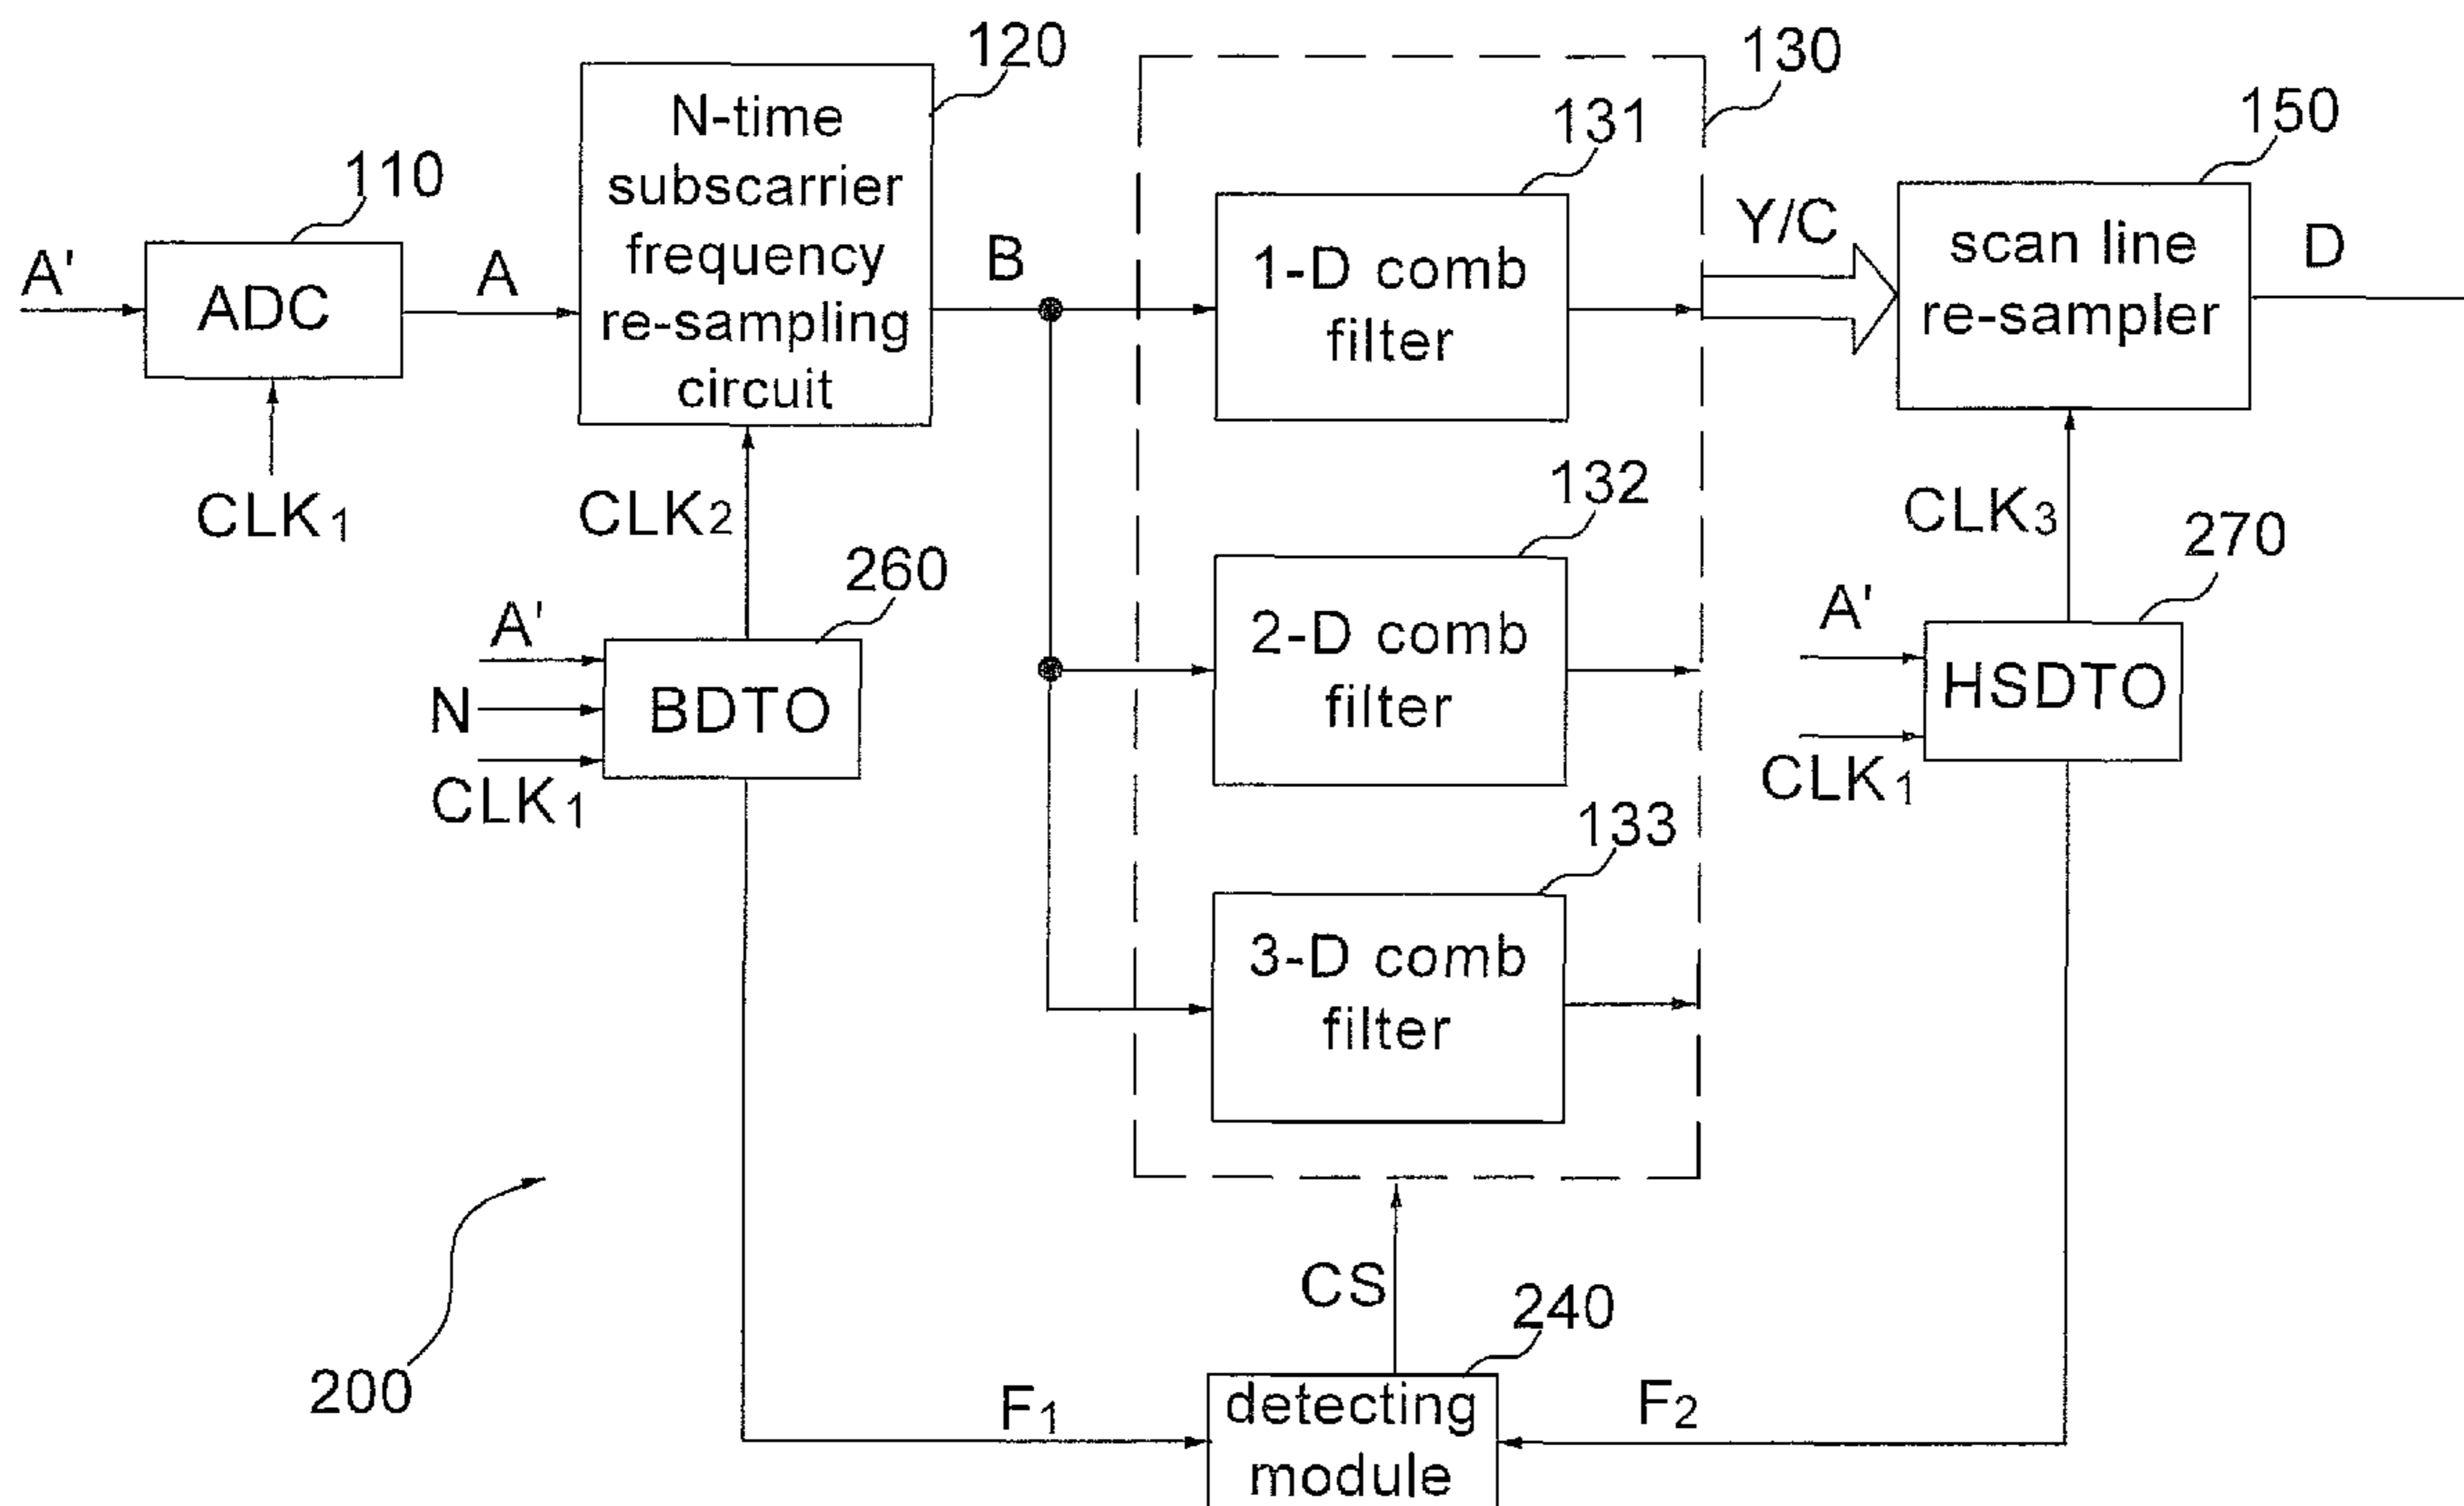 120
130
131
150
110
N-time
subscarrier
frequency
re-sampling
circuit
A'
ADC
A
B
1-D comb
filter
Y/C
scan line
re-sampler
D
CLK1
CLK2
132
CLK3
260
270
A'
N
CLK1
BDTO
2-D comb
filter
A'
CLK1
HSDTO
133
3-D comb
filter
CS
240
200
F1
detecting
module
F2